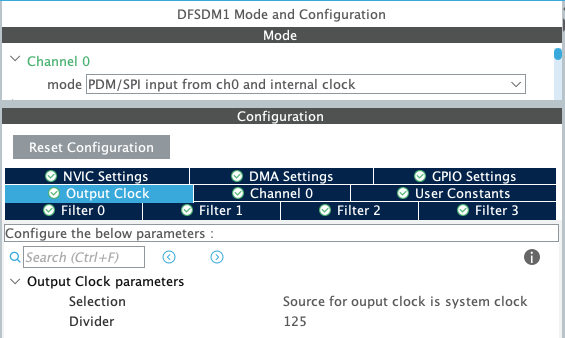 DFSDM1 Mode and Configuration
Mode
Channel 0
mode PDM/SPI input from ch0 and internal clock
Configuration
Reset Configuration
NVIC Settings DMA Settings GPIO Settings
Output Clock Channel 0 User Constants
Filter 0 Filter 1 Filter 2 Filter 3
Configure the below parameters :
Search (Ctrl+F)
Output Clock parameters
Selection Source for ouput clock is system clock
Divider 125